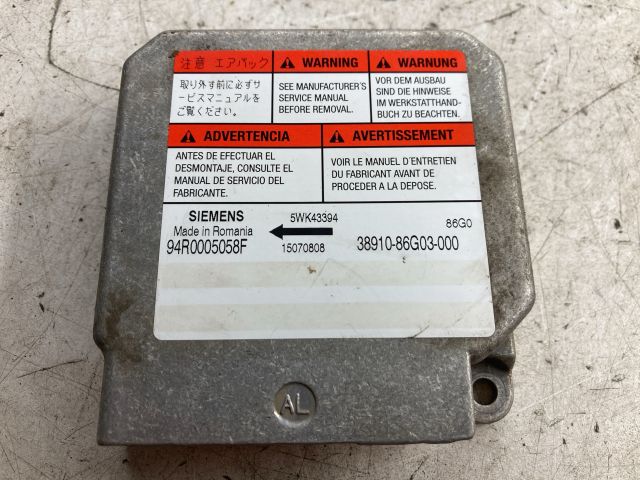 注意 エアバック
取り外す前に必ずサ
ービスマニュアルを
ご覧ください。
WARNING
SEE MANUFACTURER'S
SERVICE MANUAL
BEFORE REMOVAL.
WARNUNG
VOR DEM AUSBAU
SIND DIE HINWEISE
IM WERKSTATTHAND-
BUCH ZU BEACHTEN.
ADVERTENCIA
ANTES DE EFECTUAR EL
DESMONTAJE, CONSULTE EL
MANUAL DE SERVICIO DEL
FABRICANTE.
AVERTISSEMENT
VOIR LE MANUEL D'ENTRETIEN
DU FABRICANT AVANT DE
PROCEDER A LA DEPOSE.
SIEMENS 5WK43394 86G0
Made in Romania
94R0005058F 15070808 38910-86G03-000
AL